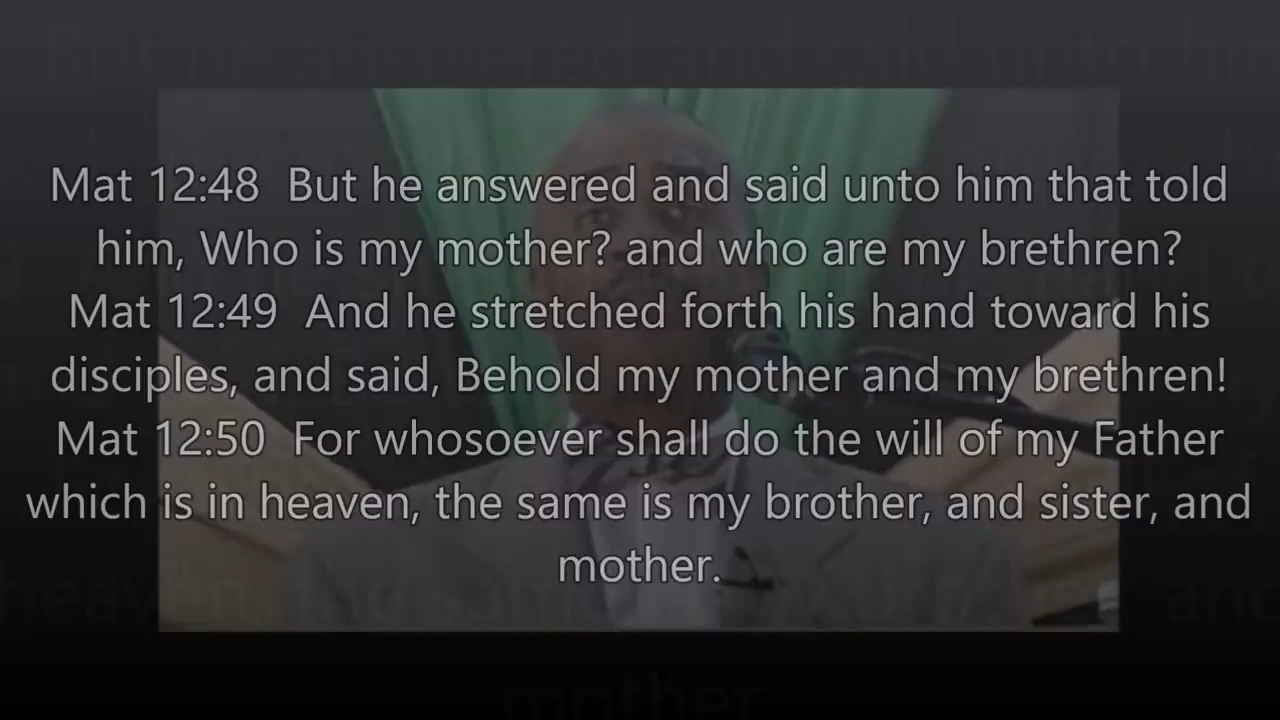 Mat 12:48  But he answered and said unto him that told
him, Who is my mother? and who are my brethren?
Mat 12:49  And he stretched forth his hand toward his
disciples, and said, Behold my mother and my brethren!
Mat 12:50  For whosoever shall do the will of my Father
which is in heaven, the same is my brother, and sister, and
mother.